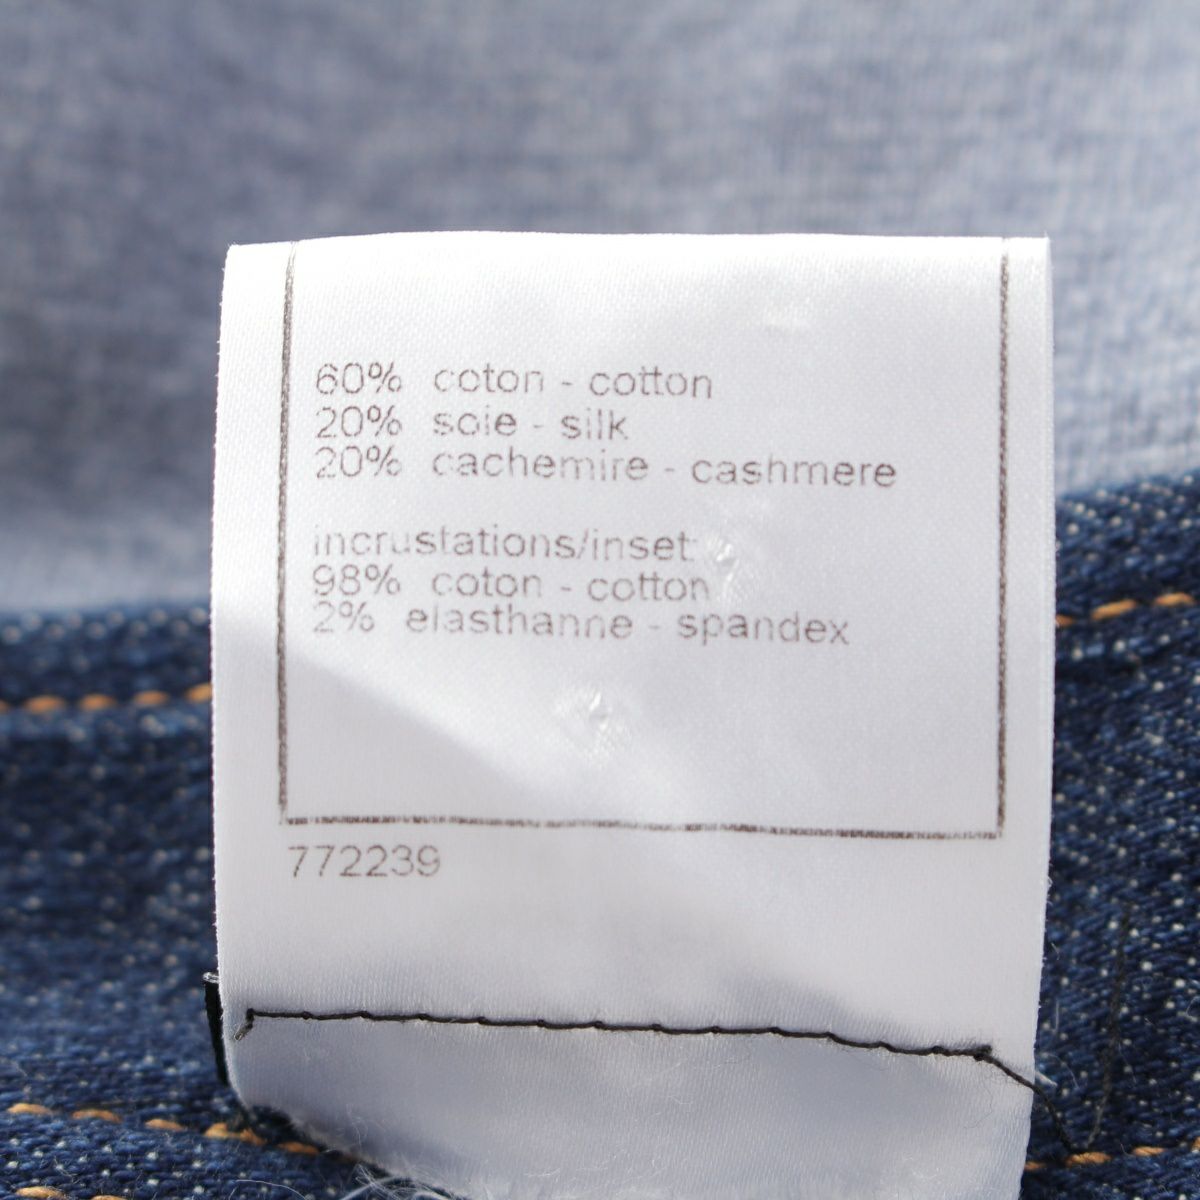 60% coton - cotton
20% soie - silk
20% cachemire - cashmere
incrustations/inset:
98% coton - cotton
2% elasthanne - spandex
772239